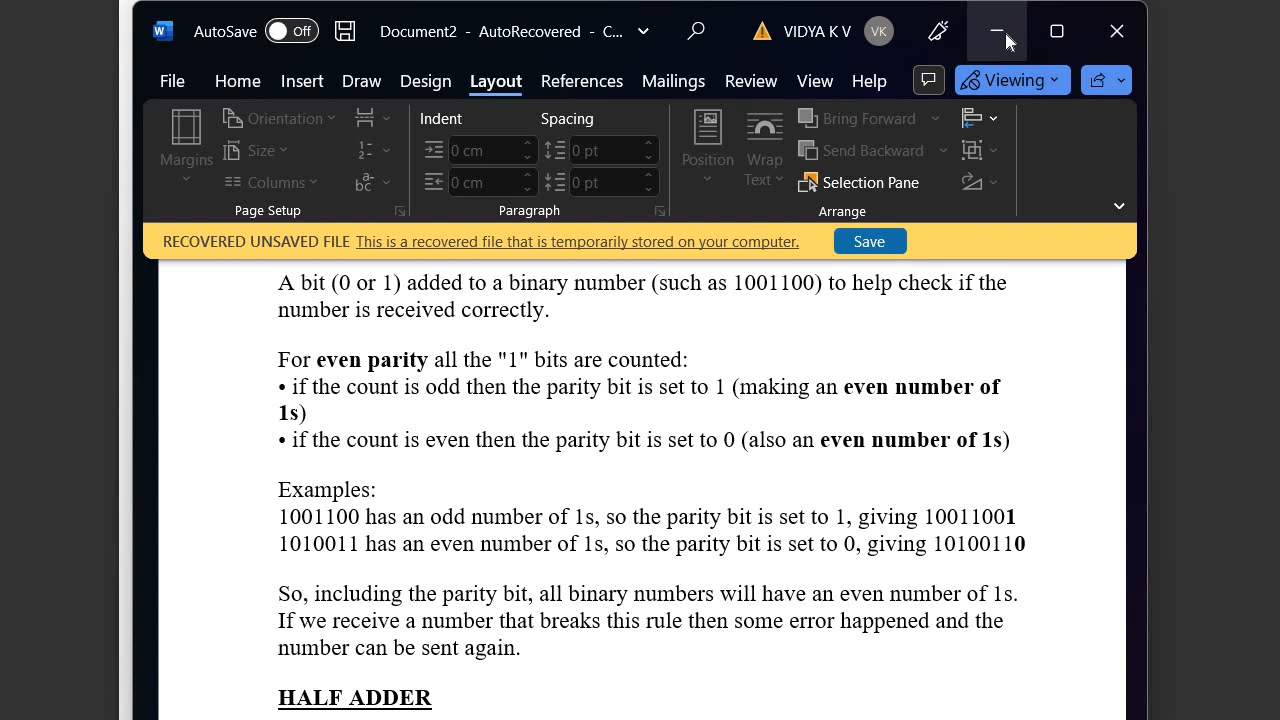 AutoSave Off Document2 - AutoRecovered - C... VIDYA K V VK
File Home Insert Draw Design Layout References Mailings Review View Help Viewing
Margins Orientation Size Columns
Page Setup
Indent Spacing
0 cm 0 pt
0 cm 0 pt
Paragraph
Position Wrap Text Bring Forward
Send Backward
Selection Pane
Arrange
RECOVERED UNSAVED FILE This is a recovered file that is temporarily stored on your computer. Save
A bit (0 or 1) added to a binary number (such as 1001100) to help check if the
number is received correctly.
For even parity all the "1" bits are counted:
• if the count is odd then the parity bit is set to 1 (making an even number of
1s)
• if the count is even then the parity bit is set to 0 (also an even number of 1s)
Examples:
1001100 has an odd number of 1s, so the parity bit is set to 1, giving 10011001
1010011 has an even number of 1s, so the parity bit is set to 0, giving 10100110
So, including the parity bit, all binary numbers will have an even number of 1s.
If we receive a number that breaks this rule then some error happened and the
number can be sent again.
HALF ADDER